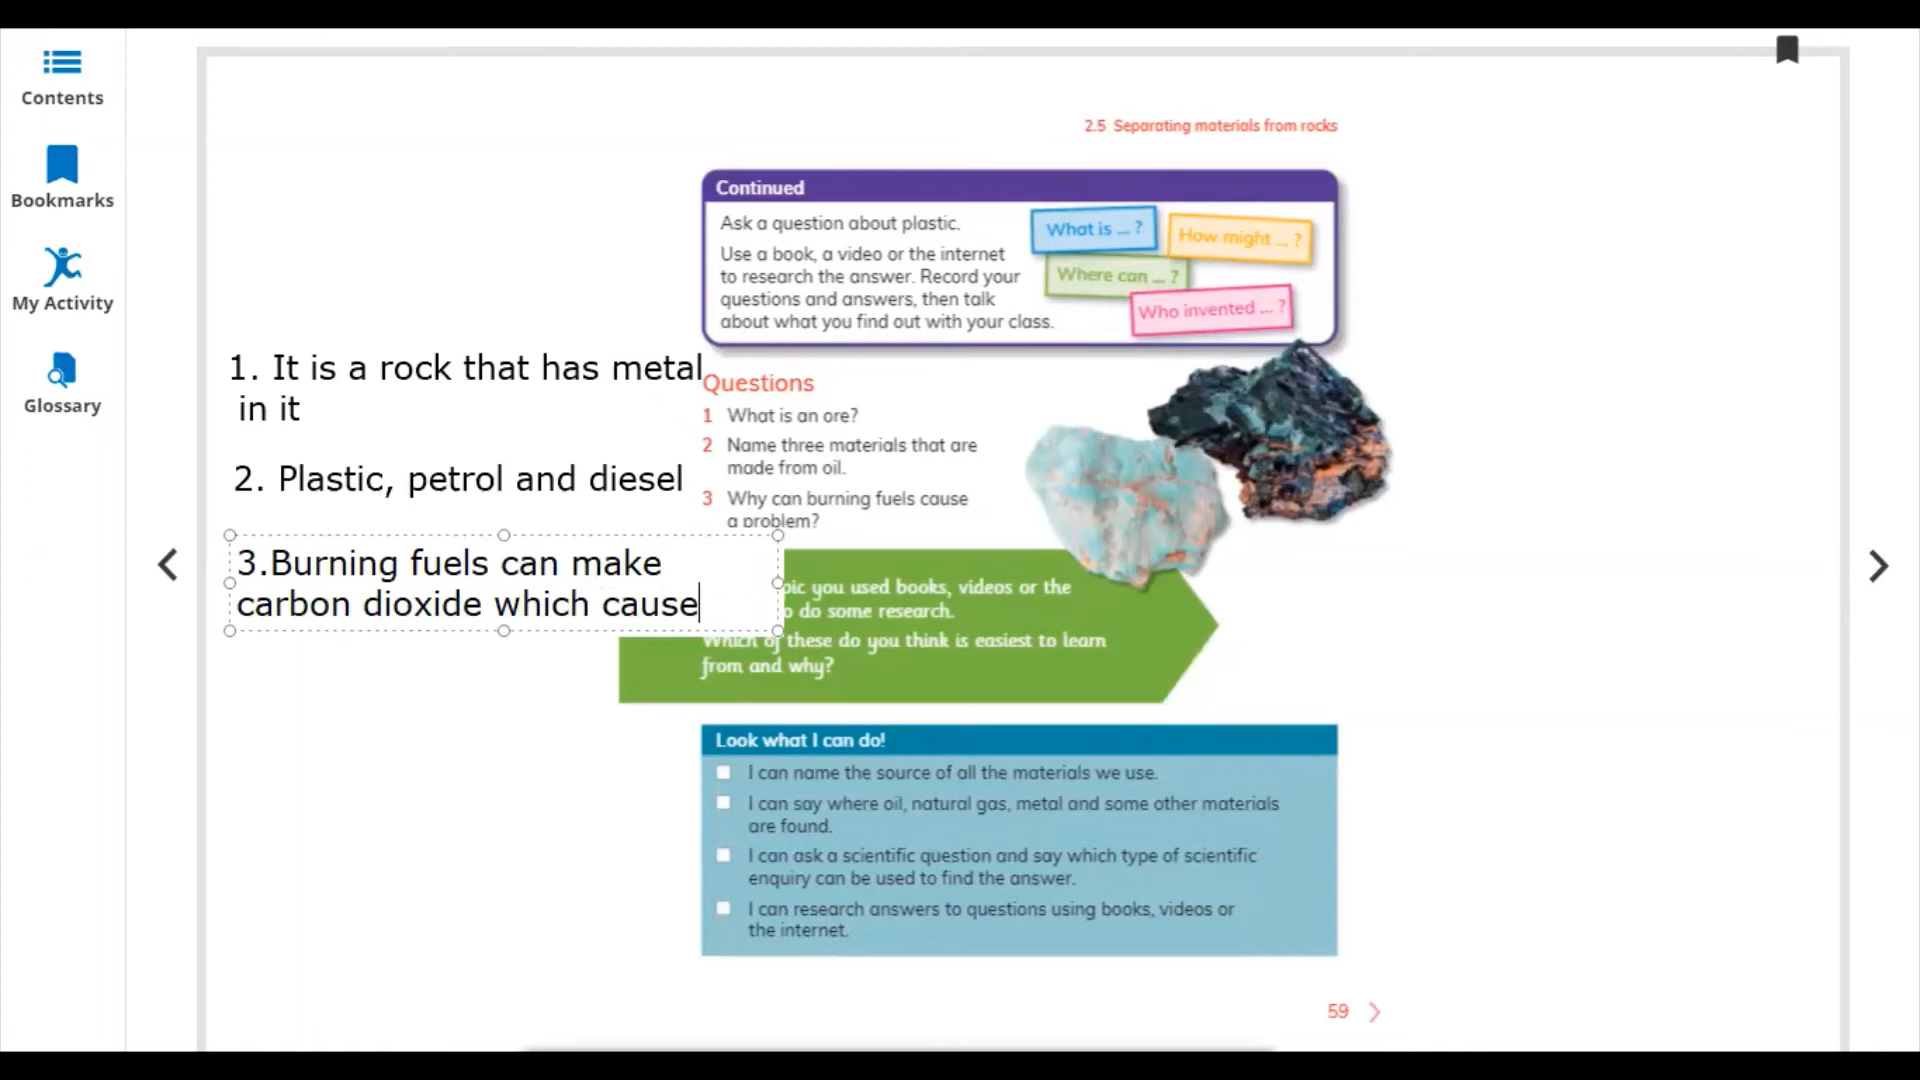 Contents
Bookmarks
My Activity
Glossary
2.5 Separating materials from rocks
Continued
Ask a question about plastic.
Use a book, a video or the internet
to research the answer. Record your
questions and answers, then talk
about what you find out with your class.
What is ... ?
How might ... ?
Where can ... ?
Who invented ... ?
1. It is a rock that has metal
in it
2. Plastic, petrol and diesel
3.Burning fuels can make
carbon dioxide which cause
Questions
1 What is an ore?
2 Name three materials that are
made from oil.
3 Why can burning fuels cause
a problem?
you used books, videos or the
do some research.
Which of these do you think is easiest to learn
from and why?
Look what I can do!
I can name the source of all the materials we use.
I can say where oil, natural gas, metal and some other materials
are found.
I can ask a scientific question and say which type of scientific
enquiry can be used to find the answer.
I can research answers to questions using books, videos or
the internet.
59